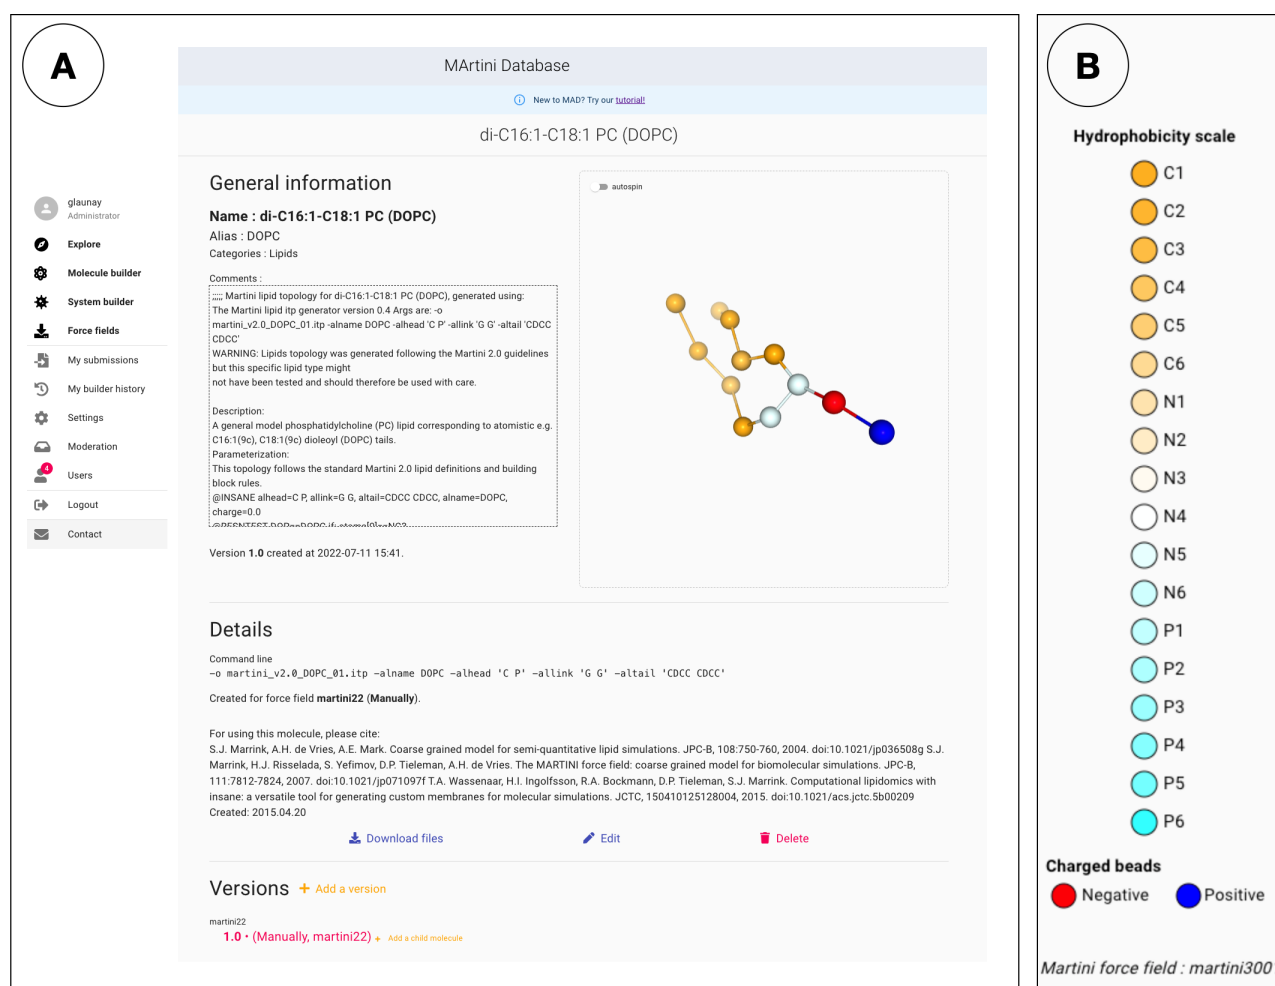 A
MArtini Database
New to MAD? Try our tutorial!
di-C16:1-C18:1 PC (DOPC)
glaunay
Administrator
Explore
Molecule builder
System builder
Force fields
My submissions
My builder history
Settings
Moderation
4
Users
Logout
Contact
General information
Name : di-C16:1-C18:1 PC (DOPC)
Alias : DOPC
Categories : Lipids
Comments :
;;;;; Martini lipid topology for di-C16:1-C18:1 PC (DOPC), generated using:
The Martini lipid itp generator version 0.4 Args are: -o
martini_v2.0_DOPC_01.itp -alname DOPC -alhead 'C P' -allink 'G G' -altail 'CDCC
CDCC'
WARNING: Lipids topology was generated following the Martini 2.0 guidelines
but this specific lipid type might
not have been tested and should therefore be used with care.
Description:
A general model phosphatidylcholine (PC) lipid corresponding to atomistic e.g.
C16:1(9c), C18:1(9c) dioleoyl (DOPC) tails.
Parameterization:
This topology follows the standard Martini 2.0 lipid definitions and building
block rules.
@INSANE alhead=C P, allink=G G, altail=CDCC CDCC, alname=DOPC,
charge=0.0
autospin
Version 1.0 created at 2022-07-11 15:41.
Details
Command line
-o martini_v2.0_DOPC_01.itp -alname DOPC -alhead 'C P' -allink 'G G' -altail 'CDCC CDCC'
Created for force field martini22 (Manually).
For using this molecule, please cite:
S.J. Marrink, A.H. de Vries, A.E. Mark. Coarse grained model for semi-quantitative lipid simulations. JPC-B, 108:750-760, 2004. doi:10.1021/jp036508g S.J.
Marrink, H.J. Risselada, S. Yefimov, D.P. Tieleman, A.H. de Vries. The MARTINI force field: coarse grained model for biomolecular simulations. JPC-B,
111:7812-7824, 2007. doi:10.1021/jp071097f T.A. Wassenaar, H.I. Ingolfsson, R.A. Bockmann, D.P. Tieleman, S.J. Marrink. Computational lipidomics with
insane: a versatile tool for generating custom membranes for molecular simulations. JCTC, 150410125128004, 2015. doi:10.1021/acs.jctc.5b00209
Created: 2015.04.20
Download files
Edit
Delete
Versions
+ Add a version
martini22
1.0 • (Manually, martini22)
+ Add a child molecule
B
Hydrophobicity scale
C1
C2
C3
C4
C5
C6
N1
N2
N3
N4
N5
N6
P1
P2
P3
P4
P5
P6
Charged beads
Negative
Positive
Martini force field : martini300